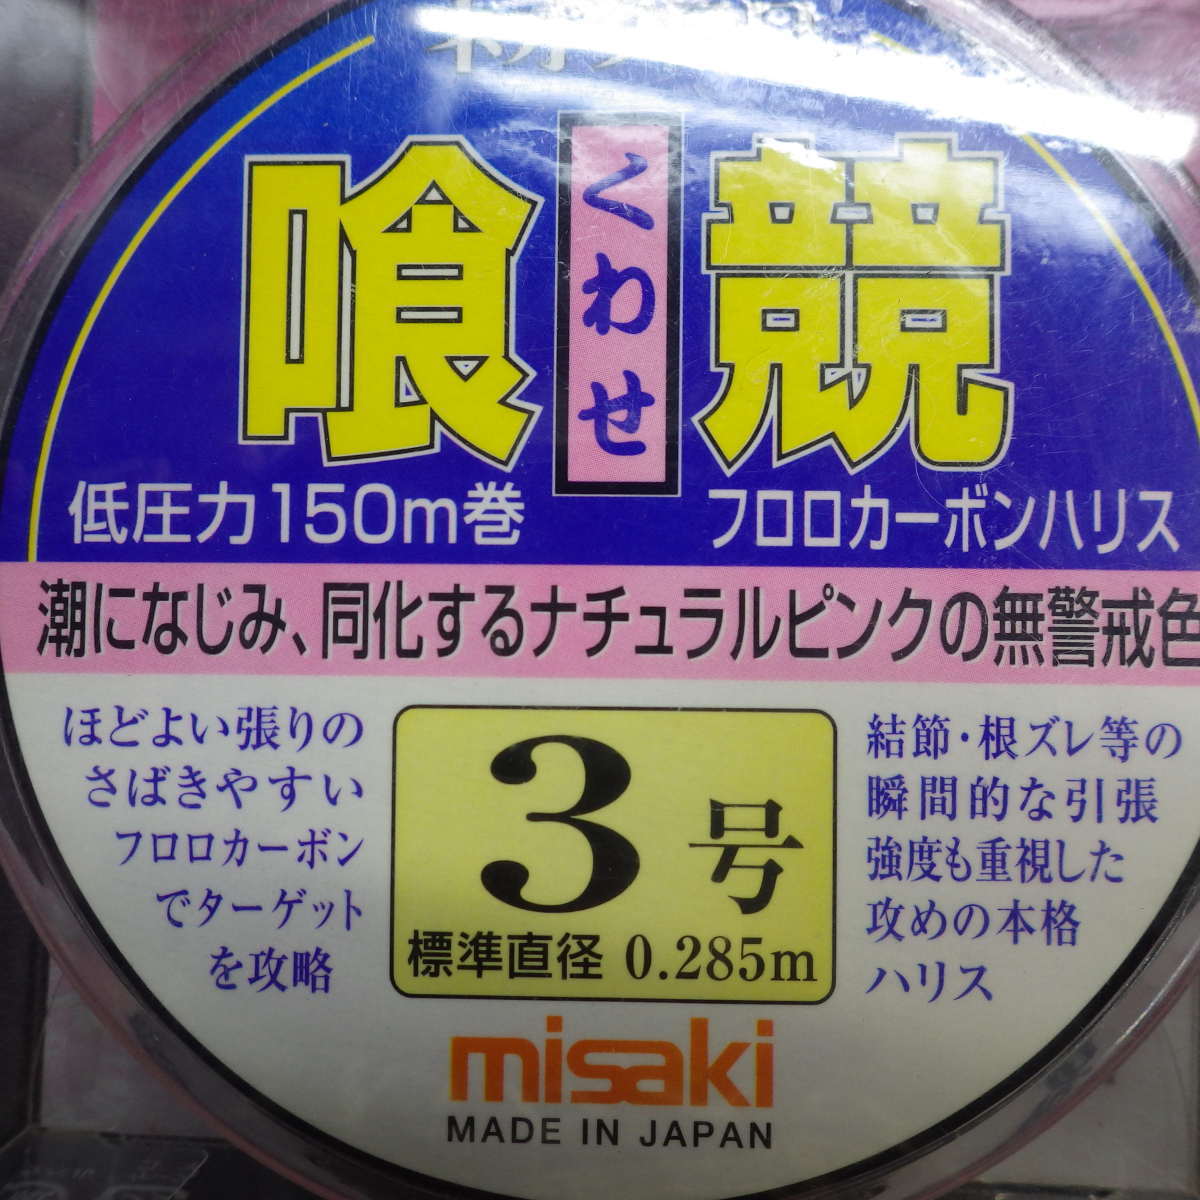 喰
くわせ
競
低圧力150m巻
フロロカーボンハリス
潮になじみ、同化するナチュラルピンクの無警戒色
ほどよい張りの
さばきやすい
フロロカーボン
でターゲット
を攻略
3号
標準直径 0.285m
結節・根ズレ等の
瞬間的な引張
強度も重視した
攻めの本格
ハリス
misaki
MADE IN JAPAN